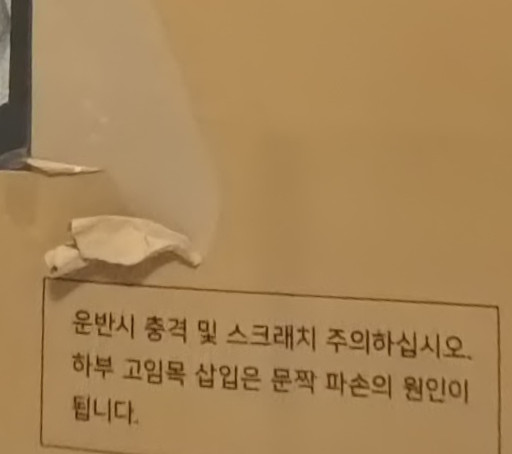 운반시 충격 및 스크래치 주의하십시오.
하부 고임목 삽입은 문짝 파손의 원인이
됩니다.